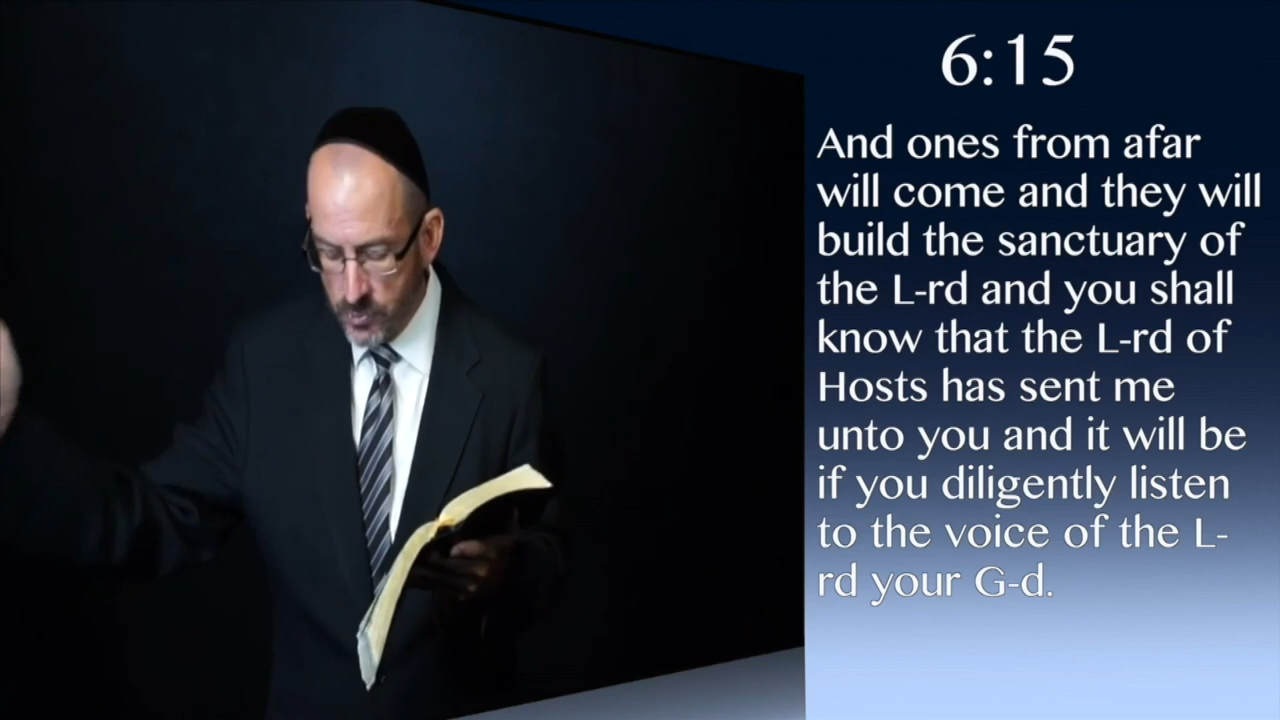 6:15
And ones from afar
will come and they will
build the sanctuary of
the L-rd and you shall
know that the L-rd of
Hosts has sent me
unto you and it will be
if you diligently listen
to the voice of the L-
rd your G-d.